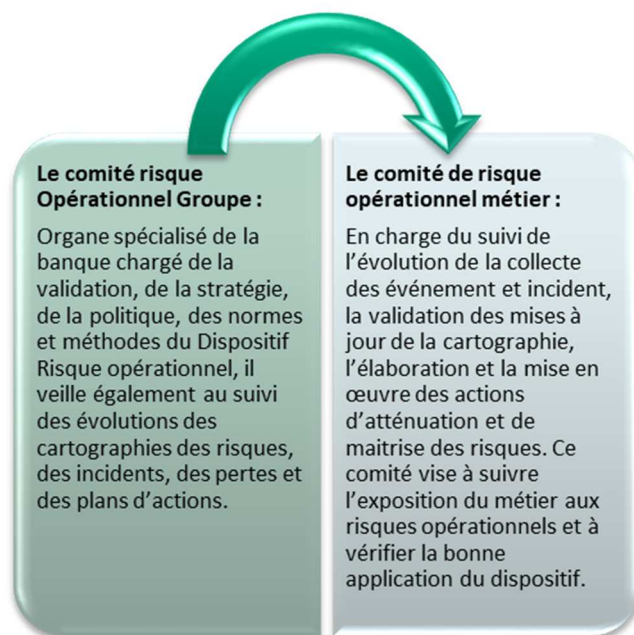 Le comité risque
Opérationnel Groupe :
Organe spécialisé de la
banque chargé de la
validation, de la stratégie,
de la politique, des normes
et méthodes du Dispositif
Risque opérationnel, il
veille également au suivi
des évolutions des
cartographies des risques,
des incidents, des pertes et
des plans d’actions.
Le comité de risque
opérationnel métier :
En charge du suivi de
l’évolution de la collecte
des événement et incident,
la validation des mises à
jour de la cartographie,
l’élaboration et la mise en
œuvre des actions
d’atténuation et de
maitrise des risques. Ce
comité vise à suivre
l’exposition du métier aux
risques opérationnels et à
vérifier la bonne
application du dispositif.